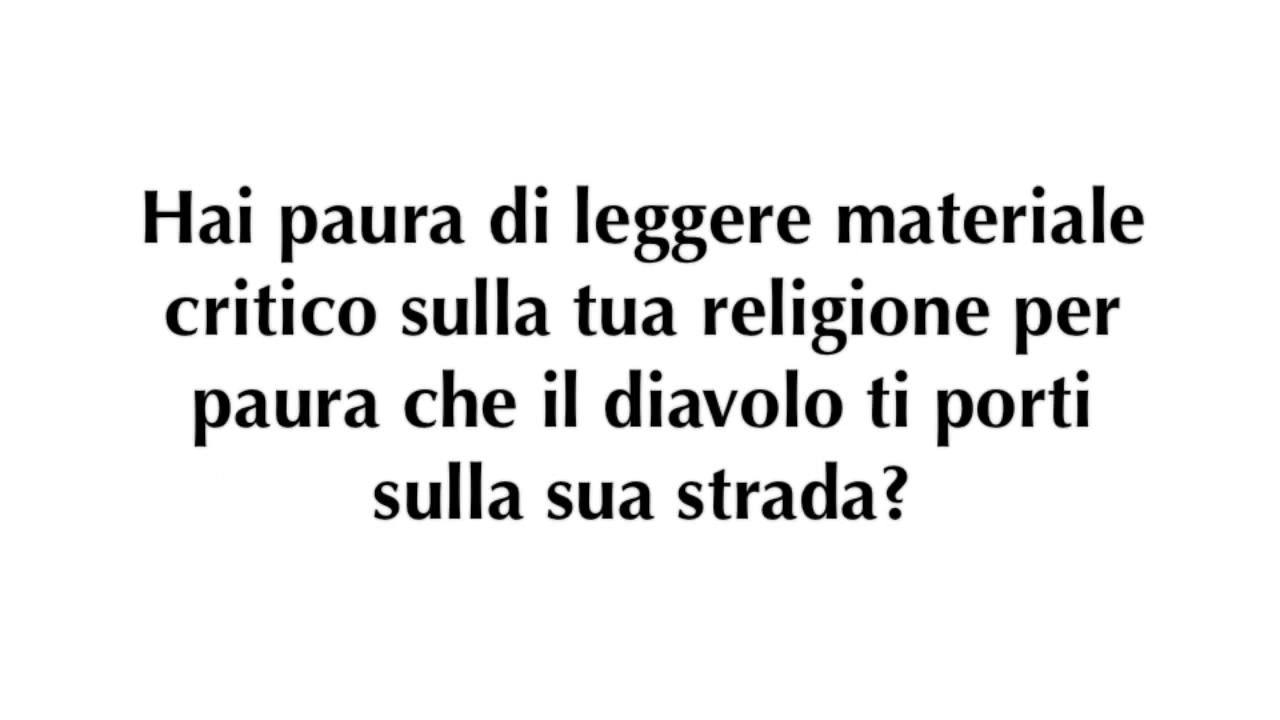 Hai paura di leggere materiale
critico sulla tua religione per
paura che il diavolo ti porti
sulla sua strada?